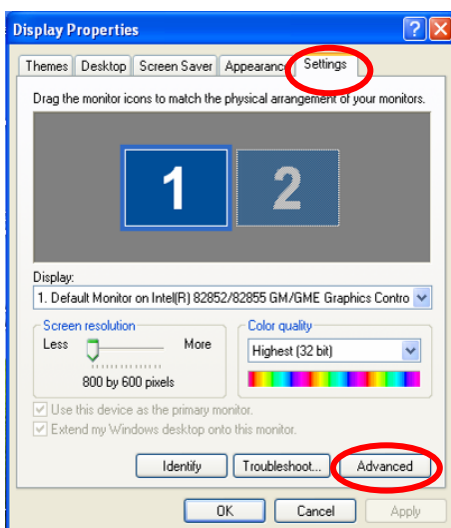 Display Properties
Themes Desktop Screen Saver Appearance Settings
Drag the monitor icons to match the physical arrangement of your monitors.
1 2
Display:
1. Default Monitor on Intel(R) 82852/82855 GM/GME Graphics Contro
Screen resolution Color quality
Less More Highest (32 bit)
800 by 600 pixels
Use this device as the primary monitor.
Extend my Windows desktop onto this monitor.
Identify Troubleshoot... Advanced
OK Cancel Apply